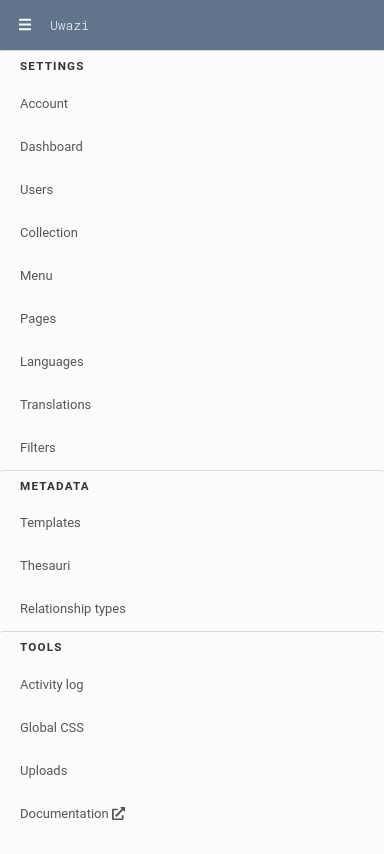 Uwazi
SETTINGS
Account
Dashboard
Users
Collection
Menu
Pages
Languages
Translations
Filters
METADATA
Templates
Thesauri
Relationship types
TOOLS
Activity log
Global CSS
Uploads
Documentation